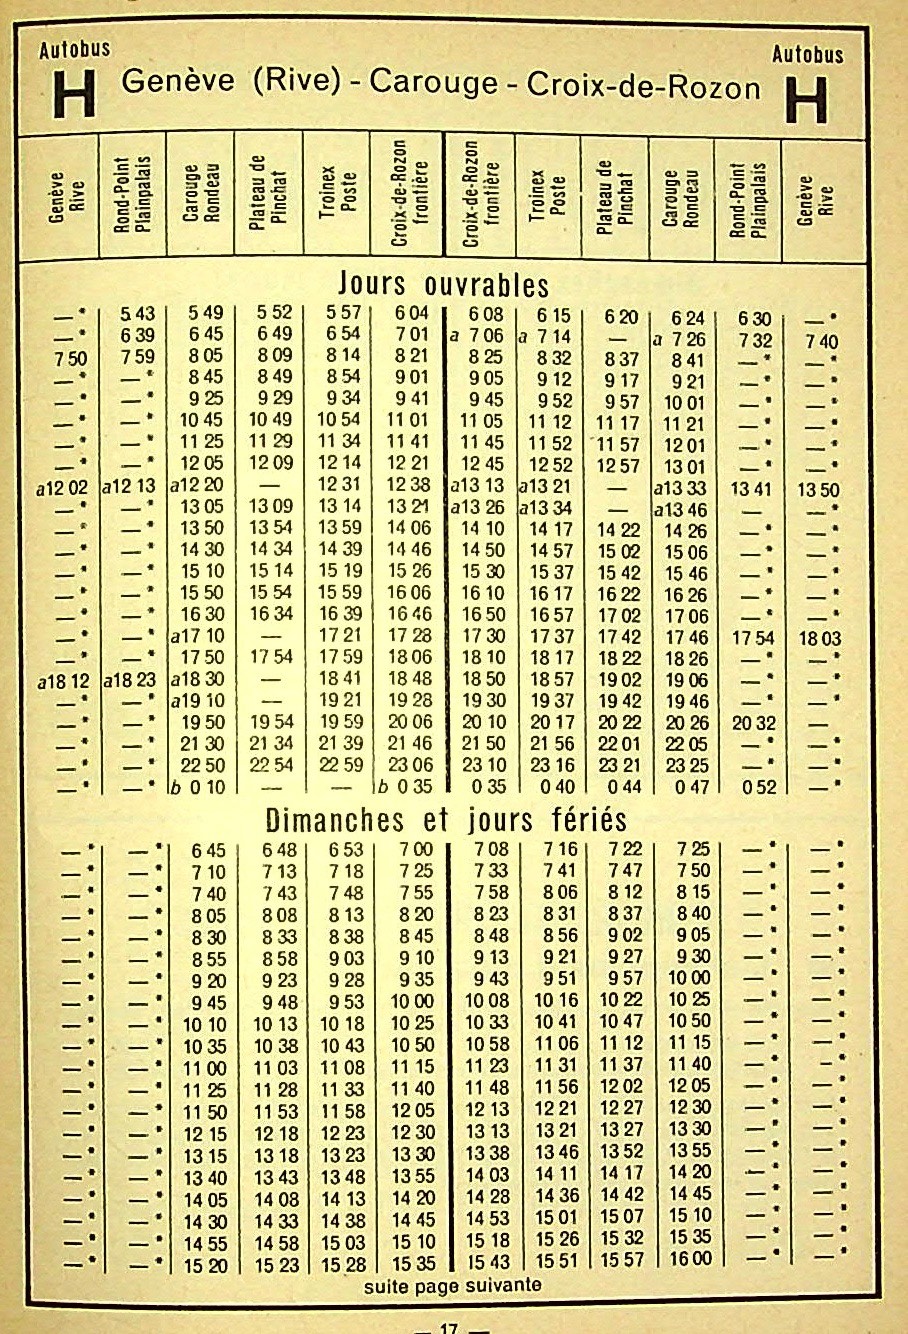 Autobus Autobus
H Genève (Rive) - Carouge - Croix-de-Rozon H
Genève Rive Rond-Point Plainpalais Carouge Rondeau Plateau de Pinchat Troinex Poste Croix-de-Rozon frontière Croix-de-Rozon frontière Troinex Poste Plateau de Pinchat Carouge Rondeau Rond-Point Plainpalais Genève Rive
Jours ouvrables
—* 5 43 5 49 5 52 5 57 6 04 6 08 6 15 6 20 6 24 6 30 —*
—* 6 39 6 45 6 49 6 54 7 01 a 7 06 a 7 14 — a 7 26 7 32 7 40
7 50 7 59 8 05 8 09 8 14 8 21 8 25 8 32 8 37 8 41 —* —*
—* —* 8 45 8 49 8 54 9 01 9 05 9 12 9 17 9 21 —* —*
—* —* 9 25 9 29 9 34 9 41 9 45 9 52 9 57 10 01 —* —*
—* —* 10 45 10 49 10 54 11 01 11 05 11 12 11 17 11 21 —* —*
—* —* 11 25 11 29 11 34 11 41 11 45 11 52 11 57 12 01 —* —*
—* —* 12 05 12 09 12 14 12 21 12 45 12 52 12 57 13 01 —* —*
a12 02 a12 13 a12 20 — 12 31 12 38 a13 13 a13 21 — a13 33 13 41 13 50
—* —* 13 05 13 09 13 14 13 21 a13 26 a13 34 — a13 46 — —
—* —* 13 50 13 54 13 59 14 06 14 10 14 17 14 22 14 26 —* —*
—* —* 14 30 14 34 14 39 14 46 14 50 14 57 15 02 15 06 —* —*
—* —* 15 10 15 14 15 19 15 26 15 30 15 37 15 42 15 46 —* —*
—* —* 15 50 15 54 15 59 16 06 16 10 16 17 16 22 16 26 —* —*
—* —* 16 30 16 34 16 39 16 46 16 50 16 57 17 02 17 06 —* —*
—* —* a17 10 — 17 21 17 28 17 30 17 37 17 42 17 46 17 54 18 03
—* —* 17 50 17 54 17 59 18 06 18 10 18 17 18 22 18 26 —* —*
a18 12 a18 23 a18 30 — 18 41 18 48 18 50 18 57 19 02 19 06 —* —*
—* —* a19 10 — 19 21 19 28 19 30 19 37 19 42 19 46 —* —*
—* —* 19 50 19 54 19 59 20 06 20 10 20 17 20 22 20 26 20 32 —
—* —* 21 30 21 34 21 39 21 46 21 50 21 56 22 01 22 05 —* —*
—* —* 22 50 22 54 22 59 23 06 23 10 23 16 23 21 23 25 —* —*
—* —* b 0 10 — — b 0 35 0 35 0 40 0 44 0 47 0 52 —*
Dimanches et jours fériés
—* —* 6 45 6 48 6 53 7 00 7 08 7 16 7 22 7 25 —* —*
—* —* 7 10 7 13 7 18 7 25 7 33 7 41 7 47 7 50 —* —*
—* —* 7 40 7 43 7 48 7 55 7 58 8 06 8 12 8 15 —* —*
—* —* 8 05 8 08 8 13 8 20 8 23 8 31 8 37 8 40 —* —*
—* —* 8 30 8 33 8 38 8 45 8 48 8 56 9 02 9 05 —* —*
—* —* 8 55 8 58 9 03 9 10 9 13 9 21 9 27 9 30 —* —*
—* —* 9 20 9 23 9 28 9 35 9 43 9 51 9 57 10 00 —* —*
—* —* 9 45 9 48 9 53 10 00 10 08 10 16 10 22 10 25 —* —*
—* —* 10 10 10 13 10 18 10 25 10 33 10 41 10 47 10 50 —* —*
—* —* 10 35 10 38 10 43 10 50 10 58 11 06 11 12 11 15 —* —*
—* —* 11 00 11 03 11 08 11 15 11 23 11 31 11 37 11 40 —* —*
—* —* 11 25 11 28 11 33 11 40 11 48 11 56 12 02 12 05 —* —*
—* —* 11 50 11 53 11 58 12 05 12 13 12 21 12 27 12 30 —* —*
—* —* 12 15 12 18 12 23 12 30 13 13 13 21 13 27 13 30 —* —*
—* —* 13 15 13 18 13 23 13 30 13 38 13 46 13 52 13 55 —* —*
—* —* 13 40 13 43 13 48 13 55 14 03 14 11 14 17 14 20 —* —*
—* —* 14 05 14 08 14 13 14 20 14 28 14 36 14 42 14 45 —* —*
—* —* 14 30 14 33 14 38 14 45 14 53 15 01 15 07 15 10 —* —*
—* —* 14 55 14 58 15 03 15 10 15 18 15 26 15 32 15 35 —* —*
—* —* 15 20 15 23 15 28 15 35 15 43 15 51 15 57 16 00 —* —*
suite page suivante
— 17 —